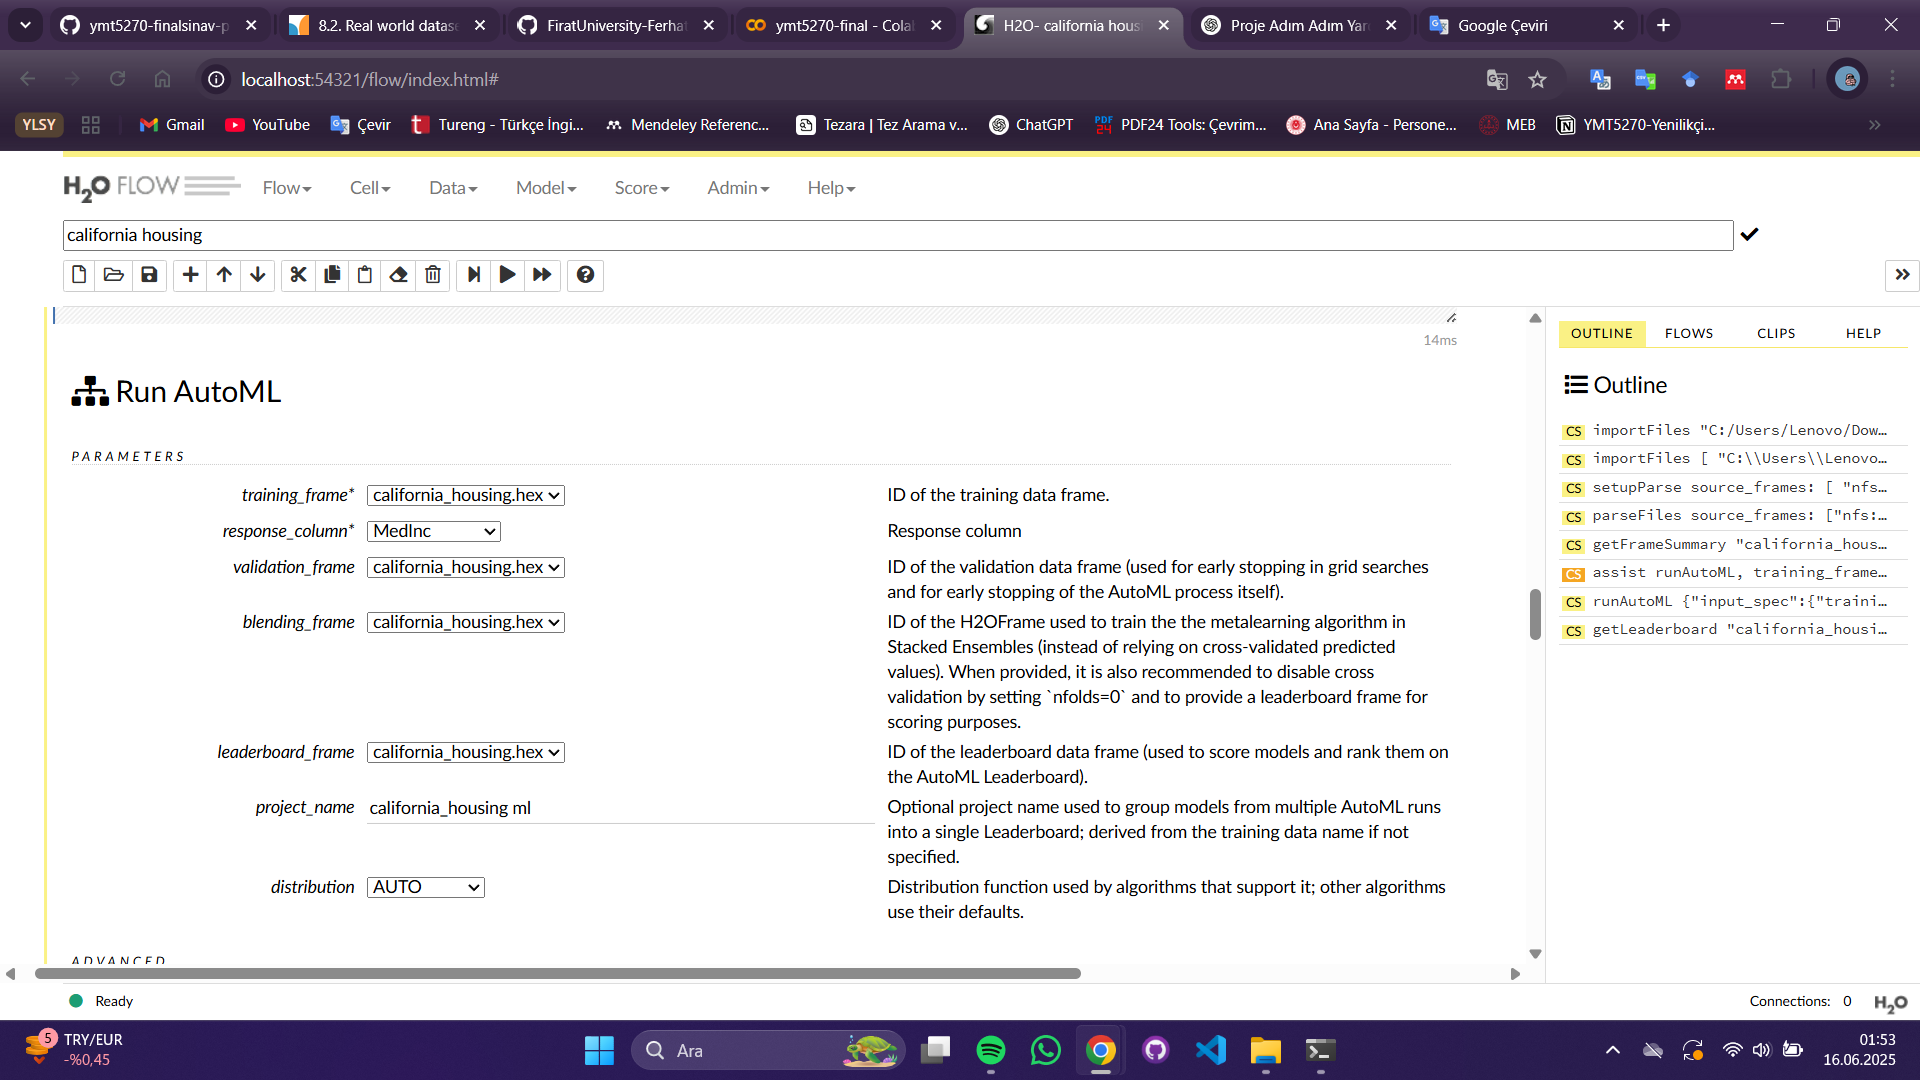 ymt5270-finalsinav-p
8.2. Real world datase
FiratUniversity-Ferhat
ymt5270-final - Colab
H2O- california housi
Proje Adım Adım Yar
Google Çeviri
localhost:54321/flow/index.html#
YLSY
Gmail
YouTube
Çevir
Tureng - Türkçe İngi...
Mendeley Referenc...
Tezara | Tez Arama v...
ChatGPT
PDF24 Tools: Çevrim...
Ana Sayfa - Persone...
MEB
YMT5270-Yenilikçi...
H2O FLOW
Flow
Cell
Data
Model
Score
Admin
Help
california housing
14ms
Run AutoML
PARAMETERS
training_frame* california_housing.hex ID of the training data frame.
response_column* MedInc Response column
validation_frame california_housing.hex ID of the validation data frame (used for early stopping in grid searches
and for early stopping of the AutoML process itself).
blending_frame california_housing.hex ID of the H2OFrame used to train the the metalearning algorithm in
Stacked Ensembles (instead of relying on cross-validated predicted
values). When provided, it is also recommended to disable cross
validation by setting `nfolds=0` and to provide a leaderboard frame for
scoring purposes.
leaderboard_frame california_housing.hex ID of the leaderboard data frame (used to score models and rank them on
the AutoML Leaderboard).
project_name california_housing ml Optional project name used to group models from multiple AutoML runs
into a single Leaderboard; derived from the training data name if not
specified.
distribution AUTO Distribution function used by algorithms that support it; other algorithms
use their defaults.
ADVANCED
OUTLINE FLOWS CLIPS HELP
Outline
CS importFiles "C:/Users/Lenovo/Dow...
CS importFiles [ "C:\\Users\\Lenovo...
CS setupParse source_frames: [ "nfs...
CS parseFiles source_frames: ["nfs:...
CS getFrameSummary "california_hous...
CS assist runAutoML, training_frame...
CS runAutoML {"input_spec":{"traini...
CS getLeaderboard "california_housi...
Ready
Connections: 0 H2O
5
TRY/EUR
-%0,45
Ara
01:53
16.06.2025